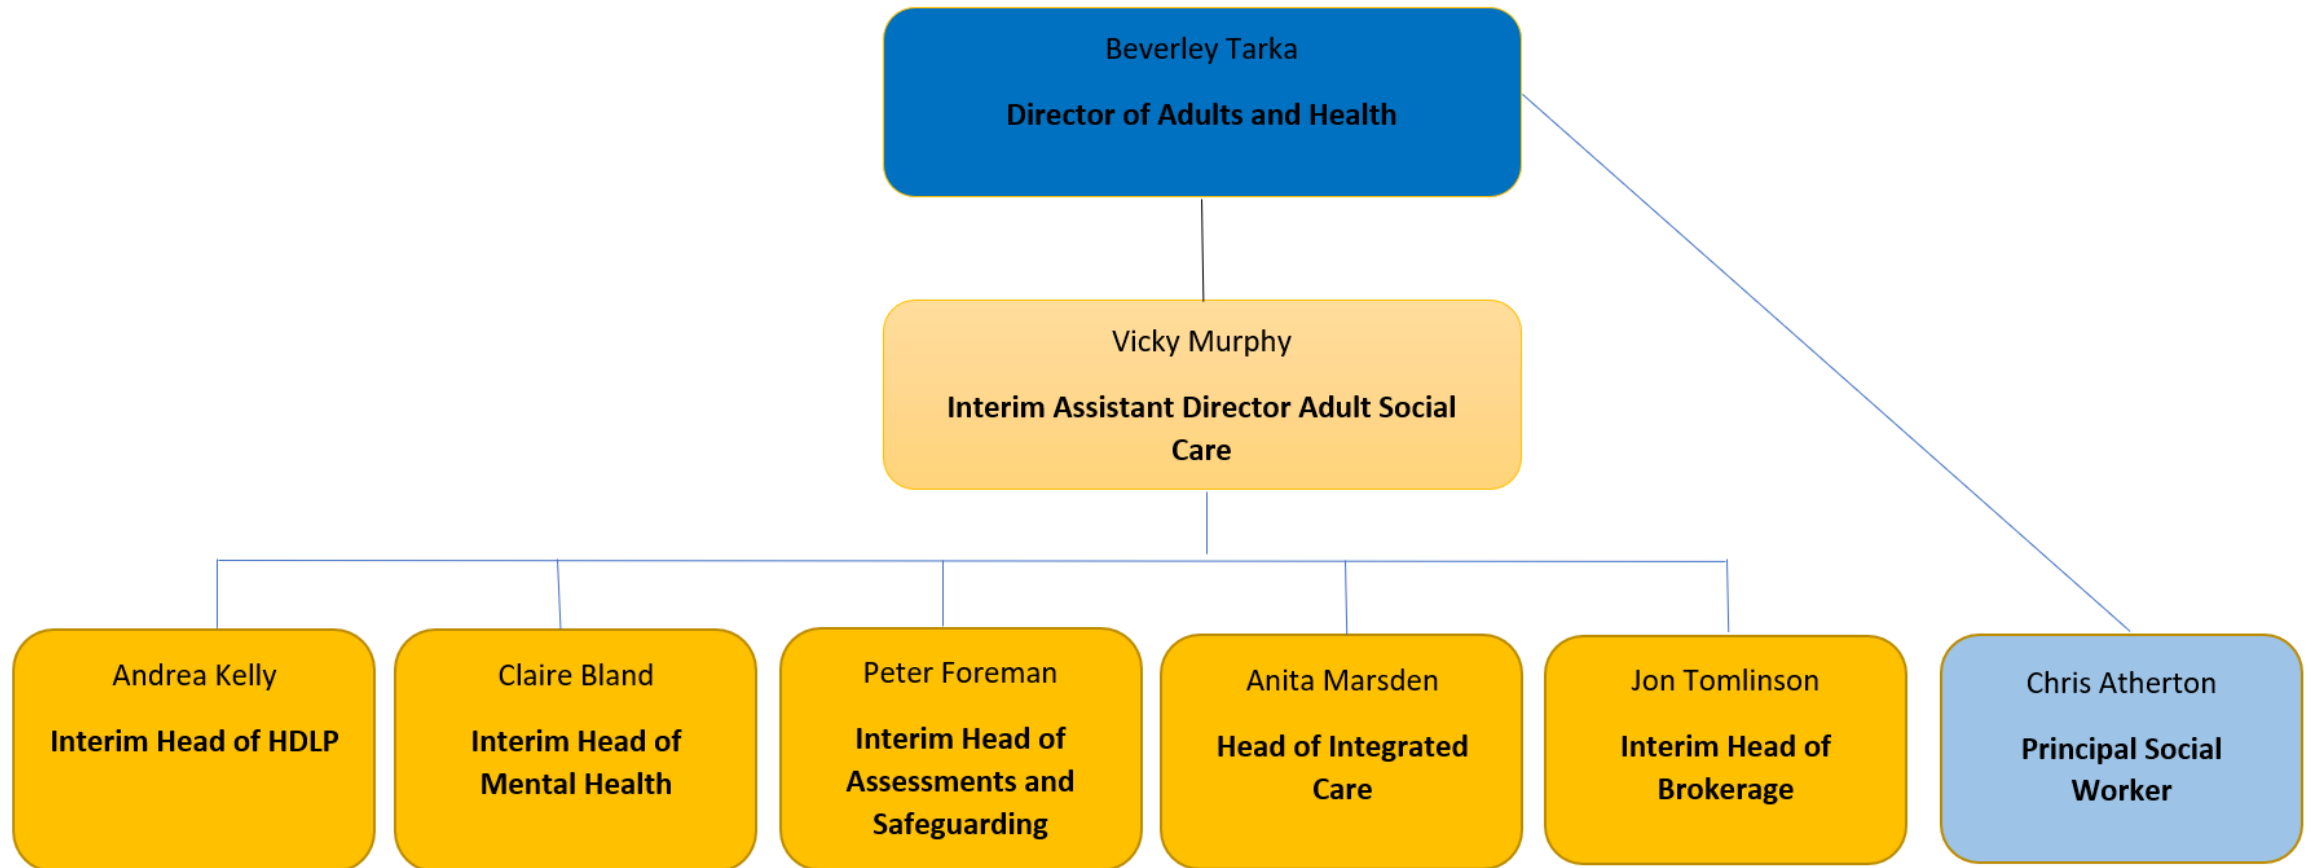 Beverley Tarka
Director of Adults and Health
Vicky Murphy
Interim Assistant Director Adult Social
Care
Andrea Kelly
Interim Head of HDLP
Claire Bland
Interim Head of
Mental Health
Peter Foreman
Interim Head of
Assessments and
Safeguarding
Anita Marsden
Head of Integrated
Care
Jon Tomlinson
Interim Head of
Brokerage
Chris Atherton
Principal Social
Worker